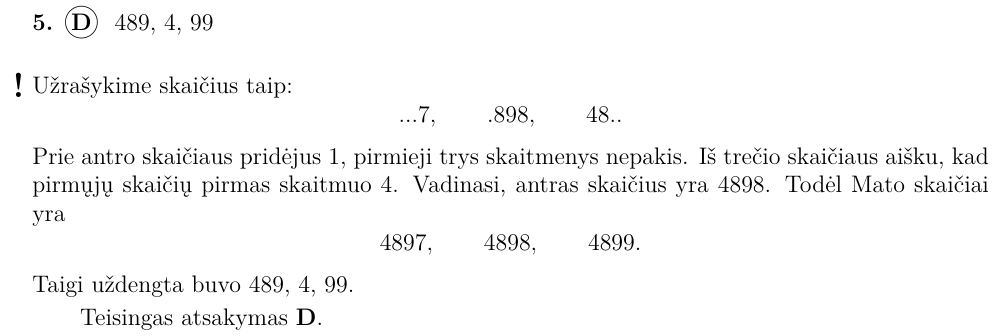 5. D 489, 4, 99
! Užrašykime skaičius taip:
...7, .898, 48..
Prie antro skaičiaus pridėjus 1, pirmieji trys skaitmenys nepakis. Iš trečio skaičiaus aišku, kad
pirmųjų skaičių pirmas skaitmuo 4. Vadinasi, antras skaičius yra 4898. Todėl Mato skaičiai
yra
4897, 4898, 4899.
Taigi uždengta buvo 489, 4, 99.
Teisingas atsakymas D.